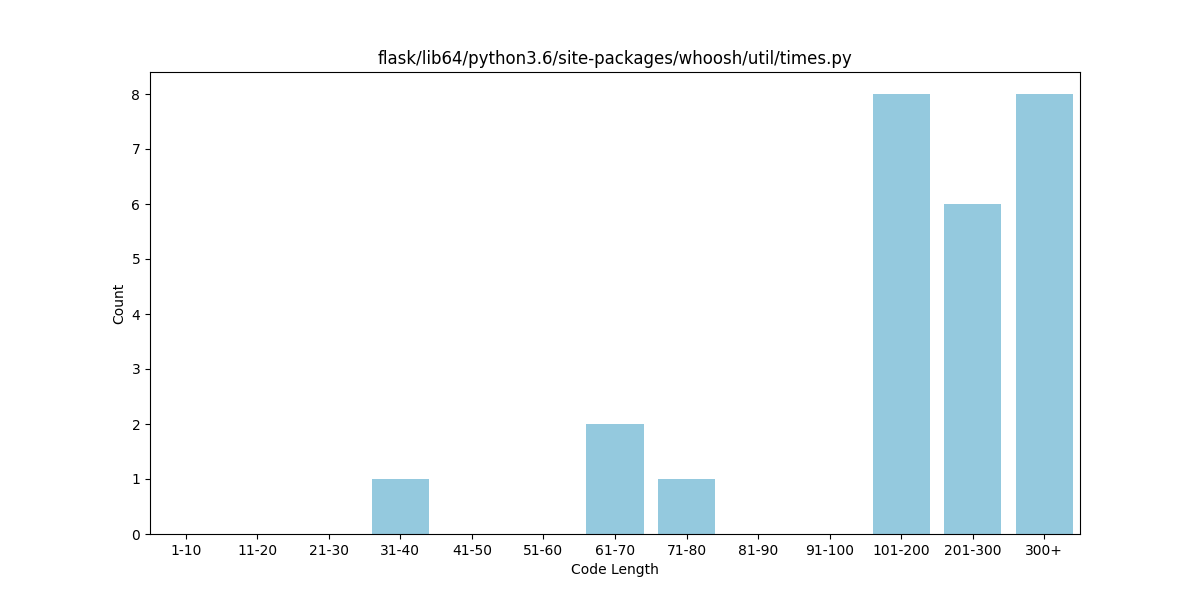 flask/lib64/python3.6/site-packages/whoosh/util/times.py
8
7
6
5
4
3
2
1
0
Count
1-10 11-20 21-30 31-40 41-50 51-60 61-70 71-80 81-90 91-100 101-200 201-300 300+
Code Length